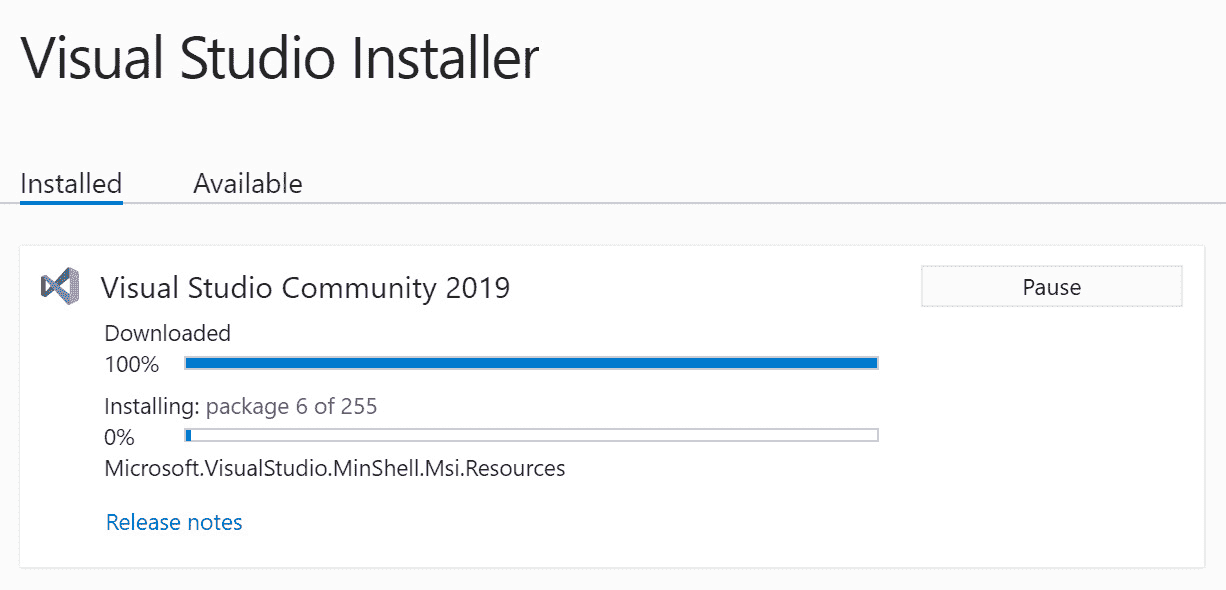 Visual Studio Installer
Installed Available
Visual Studio Community 2019 Pause
Downloaded
100%
Installing: package 6 of 255
0%
Microsoft.VisualStudio.MinShell.Msi.Resources
Release notes